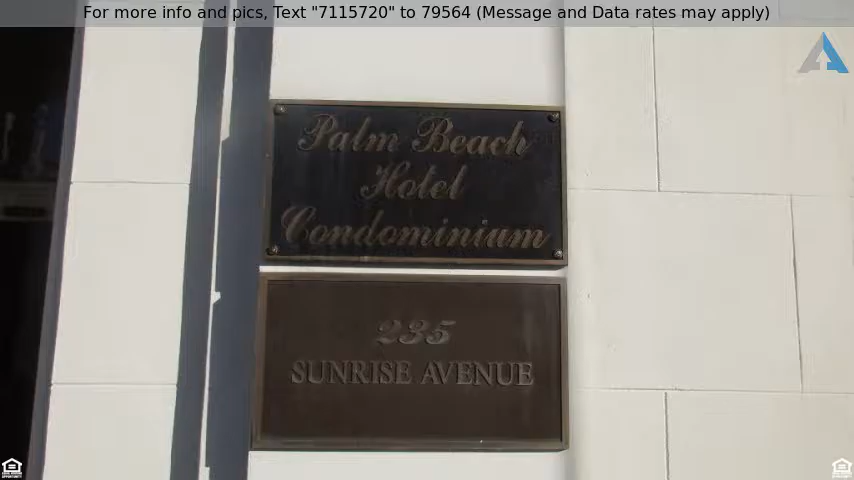 For more info and pics, Text "7115720" to 79564 (Message and Data rates may apply)
Palm Beach
Hotel
Condominium
235
SUNRISE AVENUE